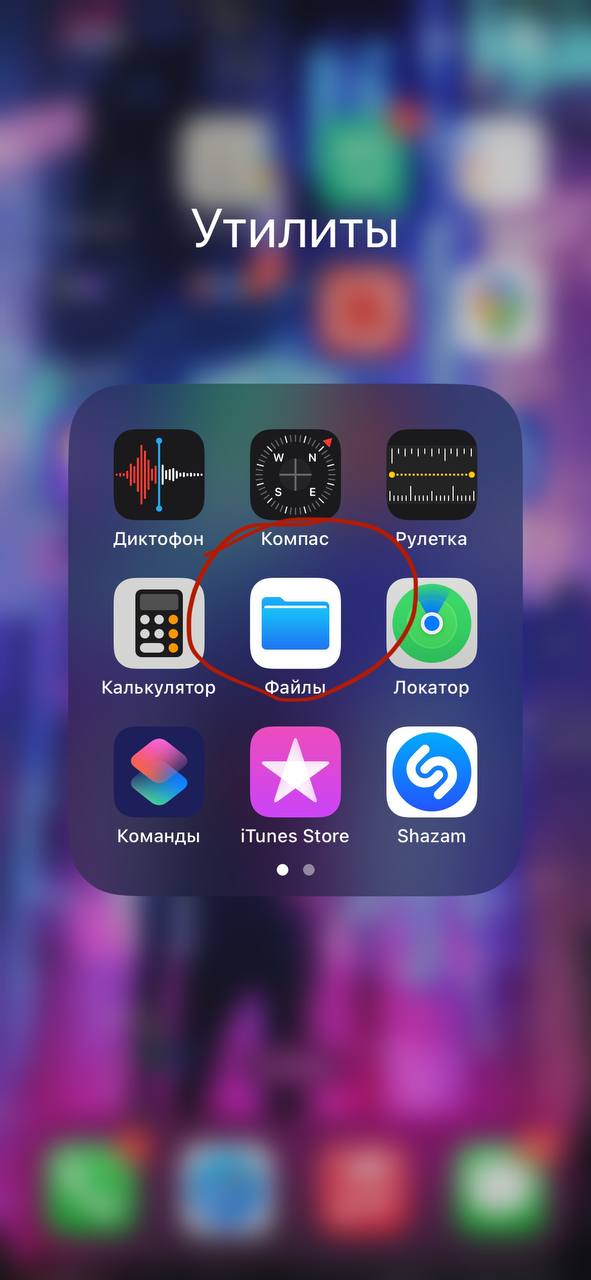 Утилиты
W N
S E
Диктофон Компас Рулетка
Калькулятор Файлы Локатор
Команды iTunes Store Shazam